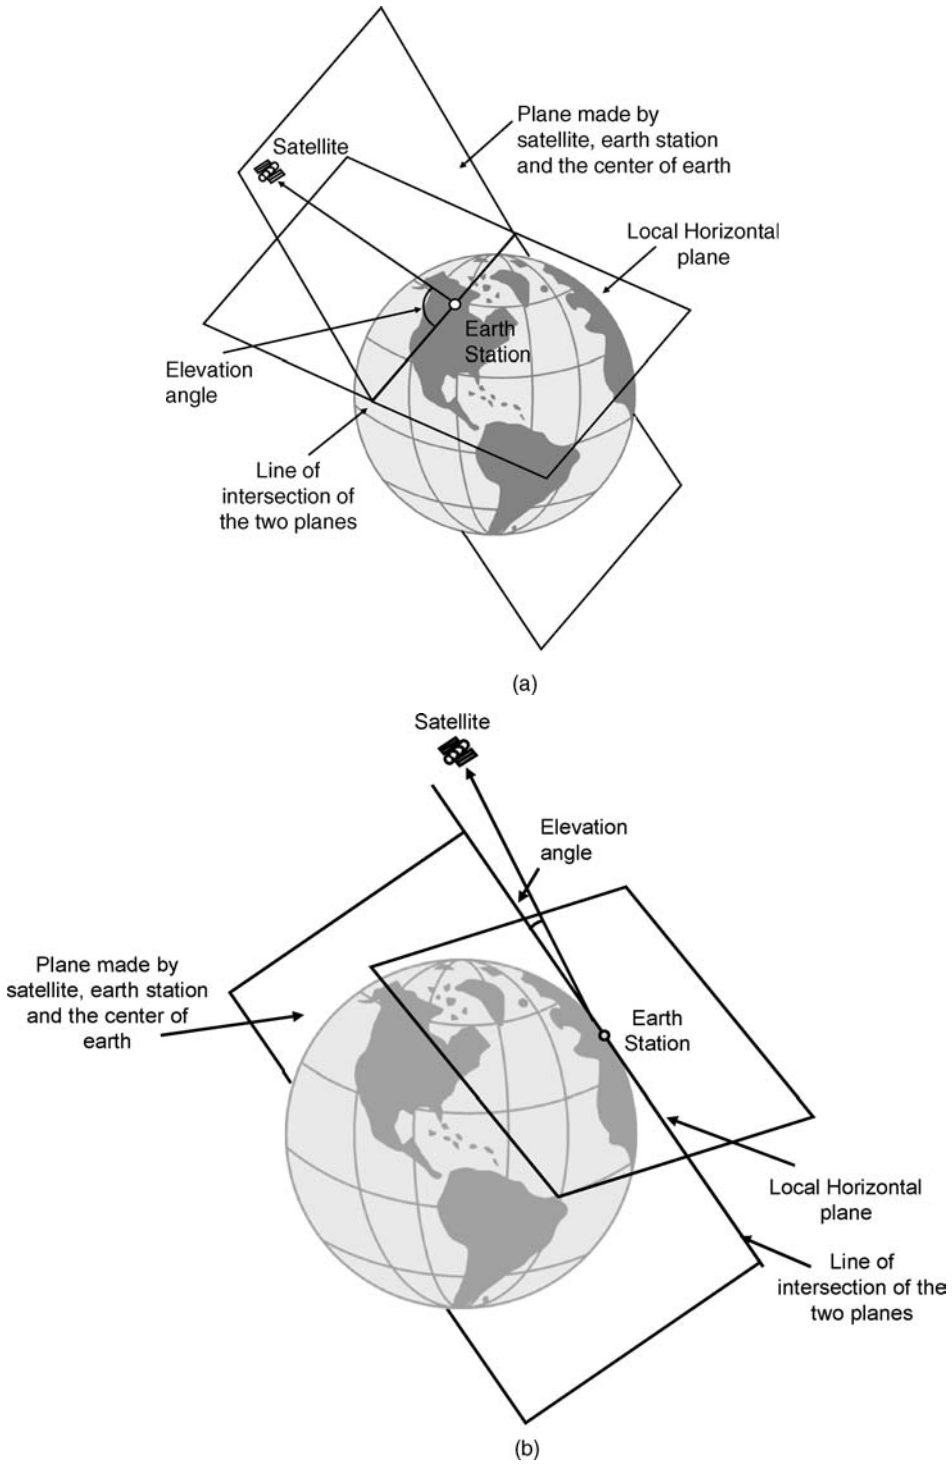 Plane made by
satellite, earth station
and the center of earth
Satellite
Local Horizontal
plane
Earth
Station
Elevation
angle
Line of
intersection of
the two planes
(a)
Satellite
Elevation
angle
Plane made by
satellite, earth station
and the center of
earth
Earth
Station
Local Horizontal
plane
Line of
intersection of the
two planes
(b)